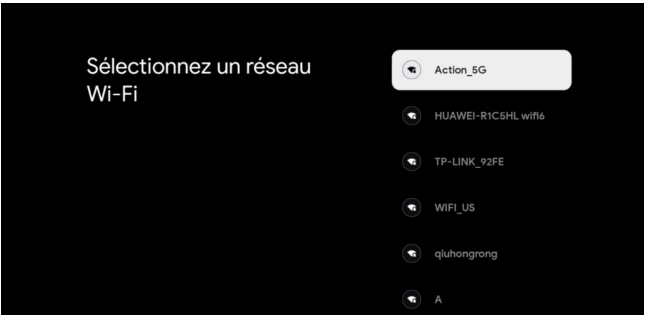 Sélectionnez un réseau
Wi-Fi
Action_5G
HUAWEI-R1C5HL wifi6
TP-LINK_92FE
WIFI_US
qiuhongrong
A